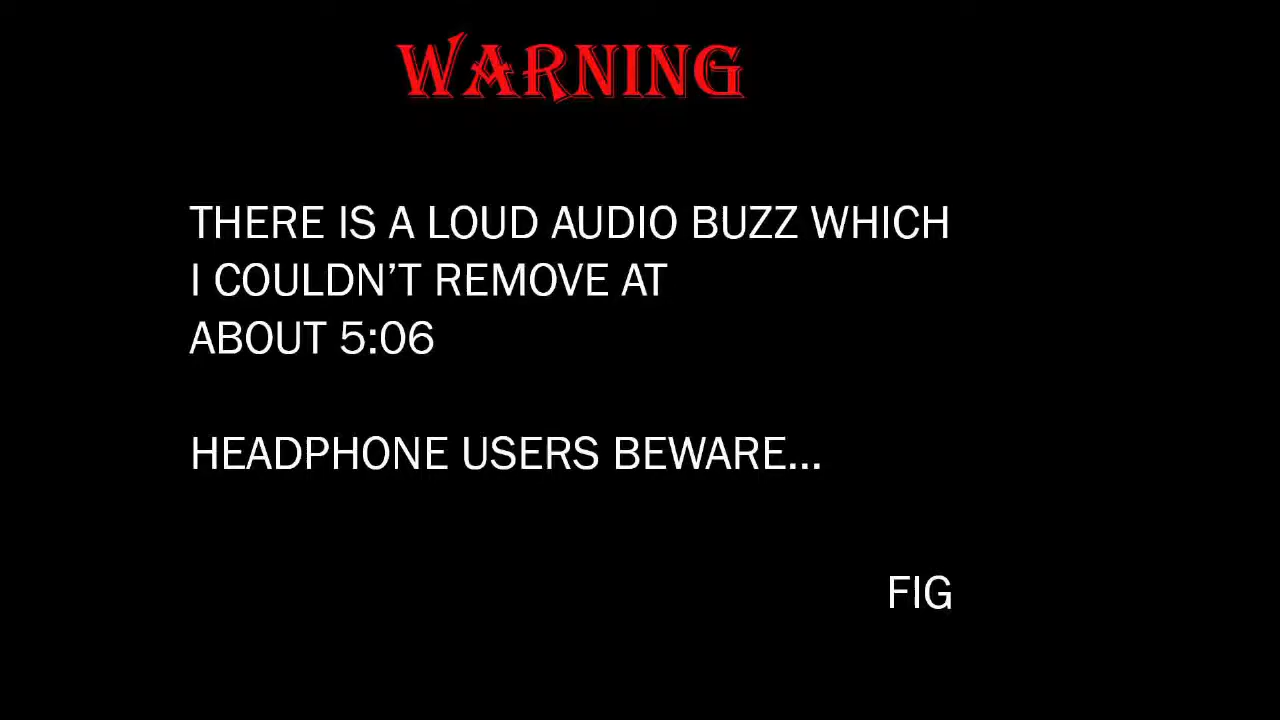 WARNING
THERE IS A LOUD AUDIO BUZZ WHICH
I COULDN’T REMOVE AT
ABOUT 5:06
HEADPHONE USERS BEWARE...
FIG